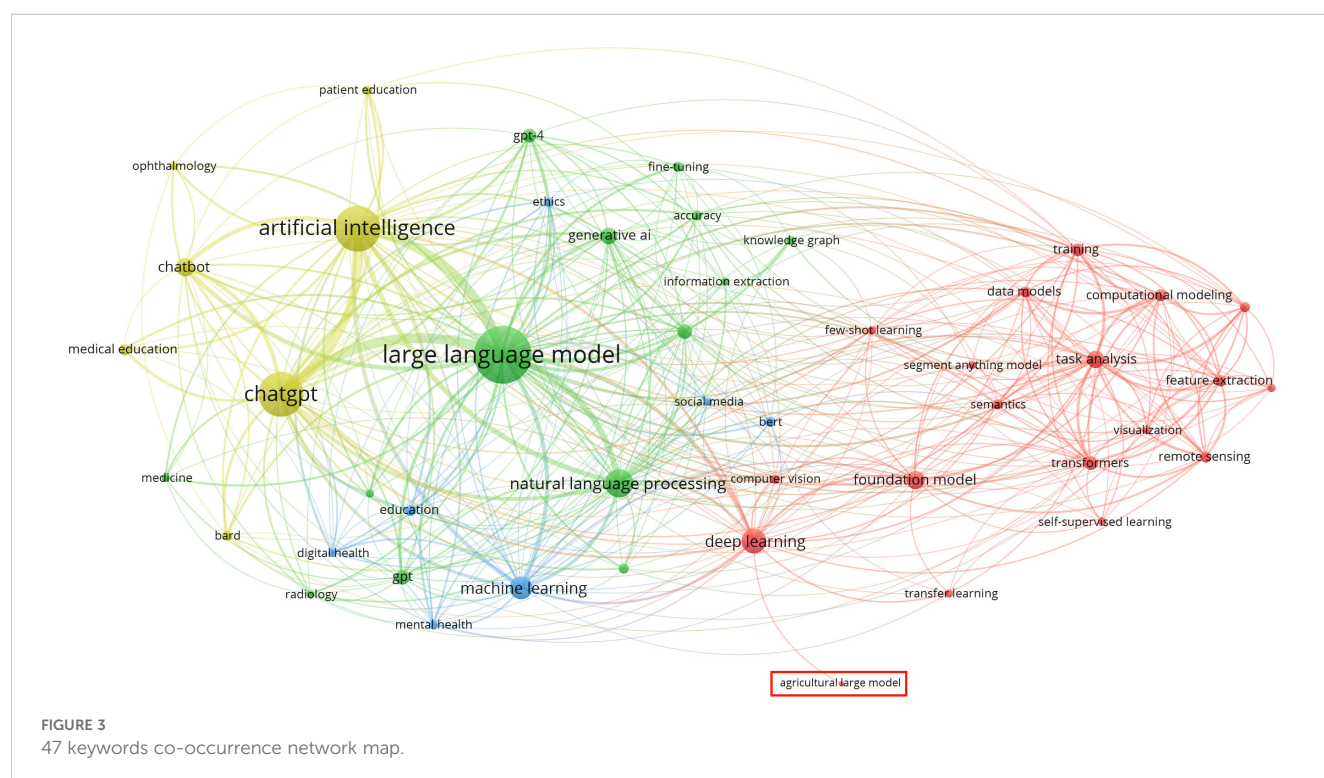 patient education
gpt-4
ophthalmology
fine-tuning
ethics
accuracy
artificial intelligence
generative ai
knowledge graph
training
chatbot
information extraction
data models
computational modeling
few-shot learning
medical education
large language model
segment anything model
task analysis
feature extraction
chatgpt
social media
semantics
bert
visualization
transformers
remote sensing
medicine
natural language processing
computer vision
foundation model
education
self-supervised learning
bard
deep learning
digital health
gpt
machine learning
radiology
transfer learning
mental health
agricultural large model
FIGURE 3
47 keywords co-occurrence network map.